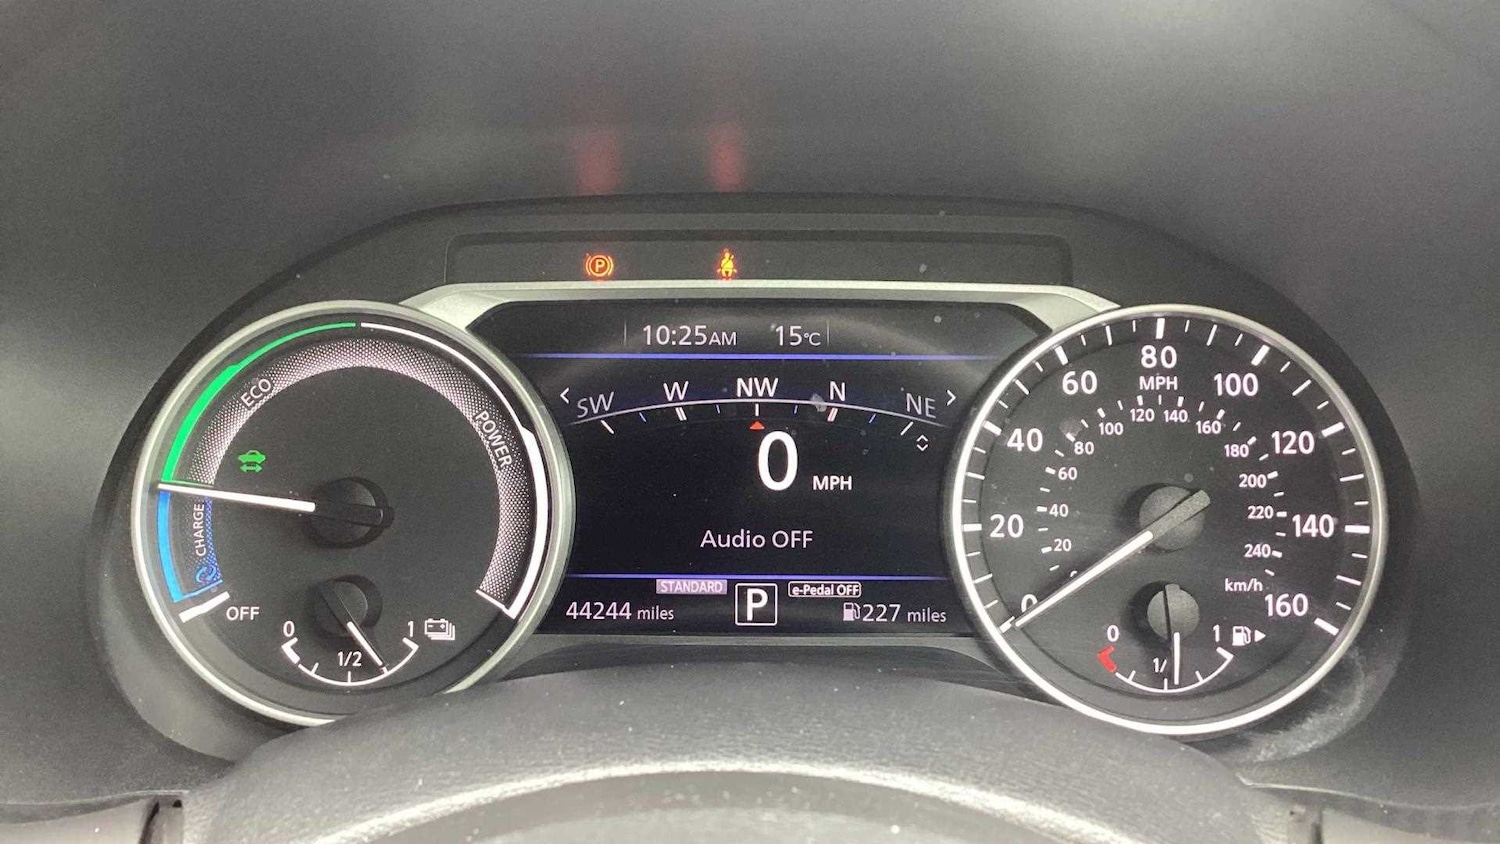 P
10:25AM 15°C
SW W NW N NE
0 MPH
Audio OFF
STANDARD
P
e-Pedal OFF
44244 miles
227 miles
ECO
POWER
CHARGE
OFF
0 1/2 1
0 20 40 60 80 100 120 140 160
MPH
20 40 60 80 100 120 140 160 180 200 220 240
km/h
0 1/ 1